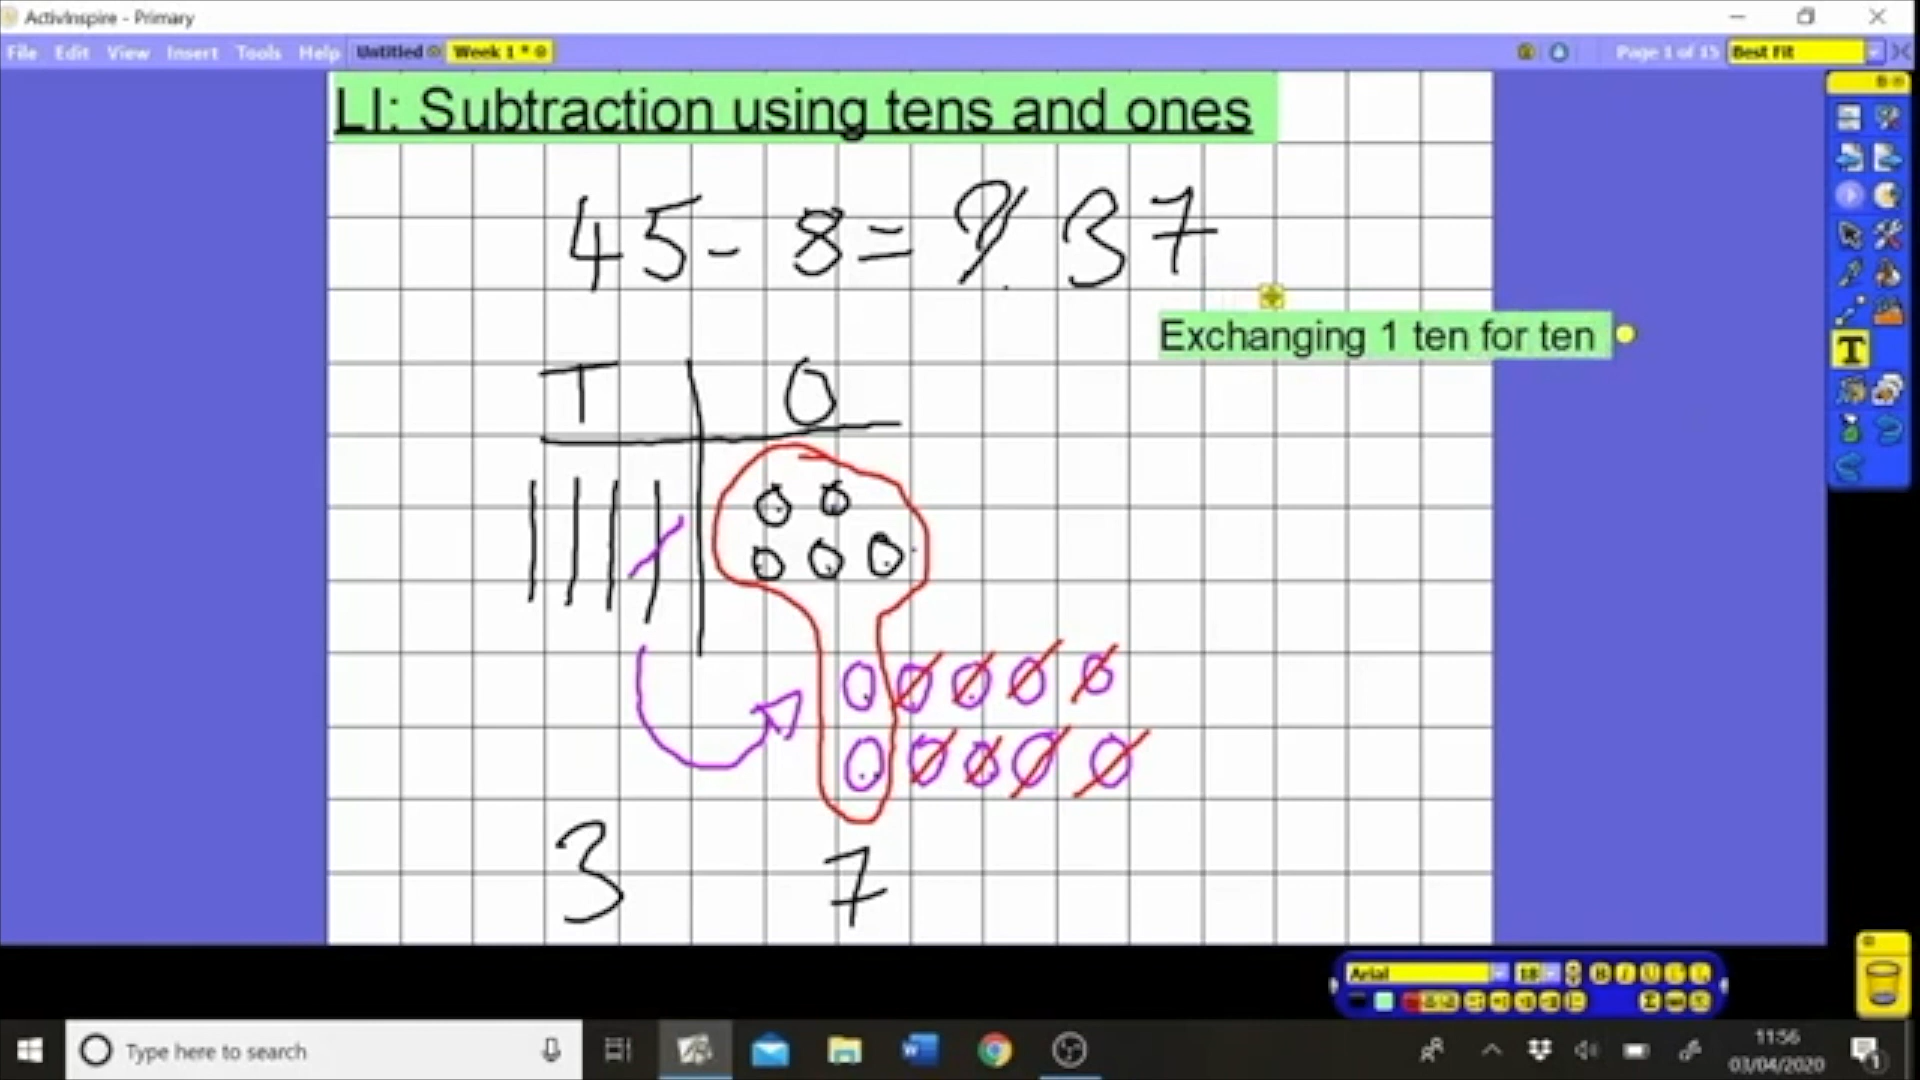 ActivInspire - Primary
File Edit View Insert Tools Help Untitled Week 1 * Page 1 of 15 Best Fit
LI: Subtraction using tens and ones
45 - 8 = ? 37
Exchanging 1 ten for ten
T O
3 7
Arial 18
Type here to search
11:56
03/04/2020